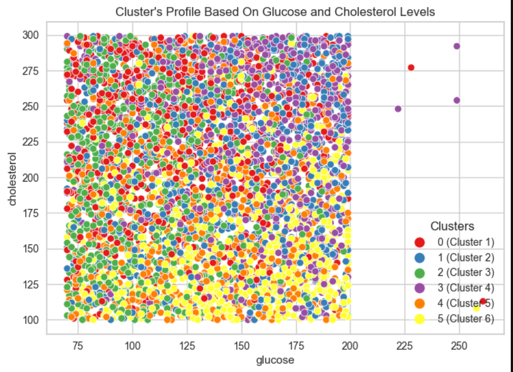 Cluster's Profile Based On Glucose and Cholesterol Levels
300
275
250
225
200
175
150
125
100
cholesterol
75 100 125 150 175 200 225 250
glucose
Clusters
0 (Cluster 1)
1 (Cluster 2)
2 (Cluster 3)
3 (Cluster 4)
4 (Cluster 5)
5 (Cluster 6)